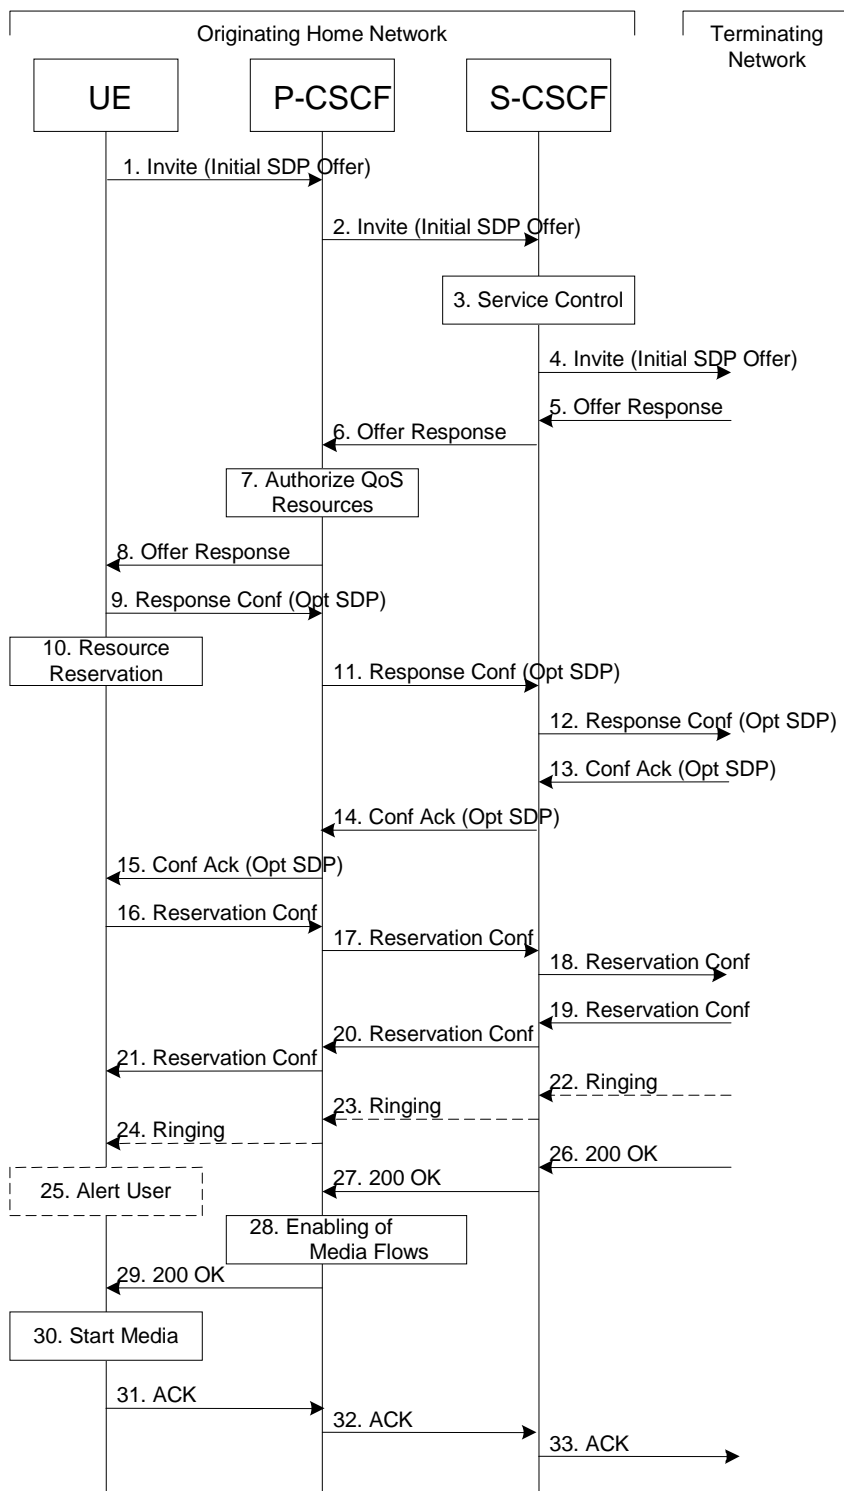 Originating Home Network
Terminating
Network
UE
P-CSCF
S-CSCF
1. Invite (Initial SDP Offer)
2. Invite (Initial SDP Offer)
3. Service Control
4. Invite (Initial SDP Offer)
5. Offer Response
6. Offer Response
7. Authorize QoS
Resources
8. Offer Response
9. Response Conf (Opt SDP)
10. Resource
Reservation
11. Response Conf (Opt SDP)
12. Response Conf (Opt SDP)
13. Conf Ack (Opt SDP)
14. Conf Ack (Opt SDP)
15. Conf Ack (Opt SDP)
16. Reservation Conf
17. Reservation Conf
18. Reservation Conf
19. Reservation Conf
20. Reservation Conf
21. Reservation Conf
22. Ringing
23. Ringing
24. Ringing
26. 200 OK
27. 200 OK
25. Alert User
28. Enabling of
Media Flows
29. 200 OK
30. Start Media
31. ACK
32. ACK
33. ACK